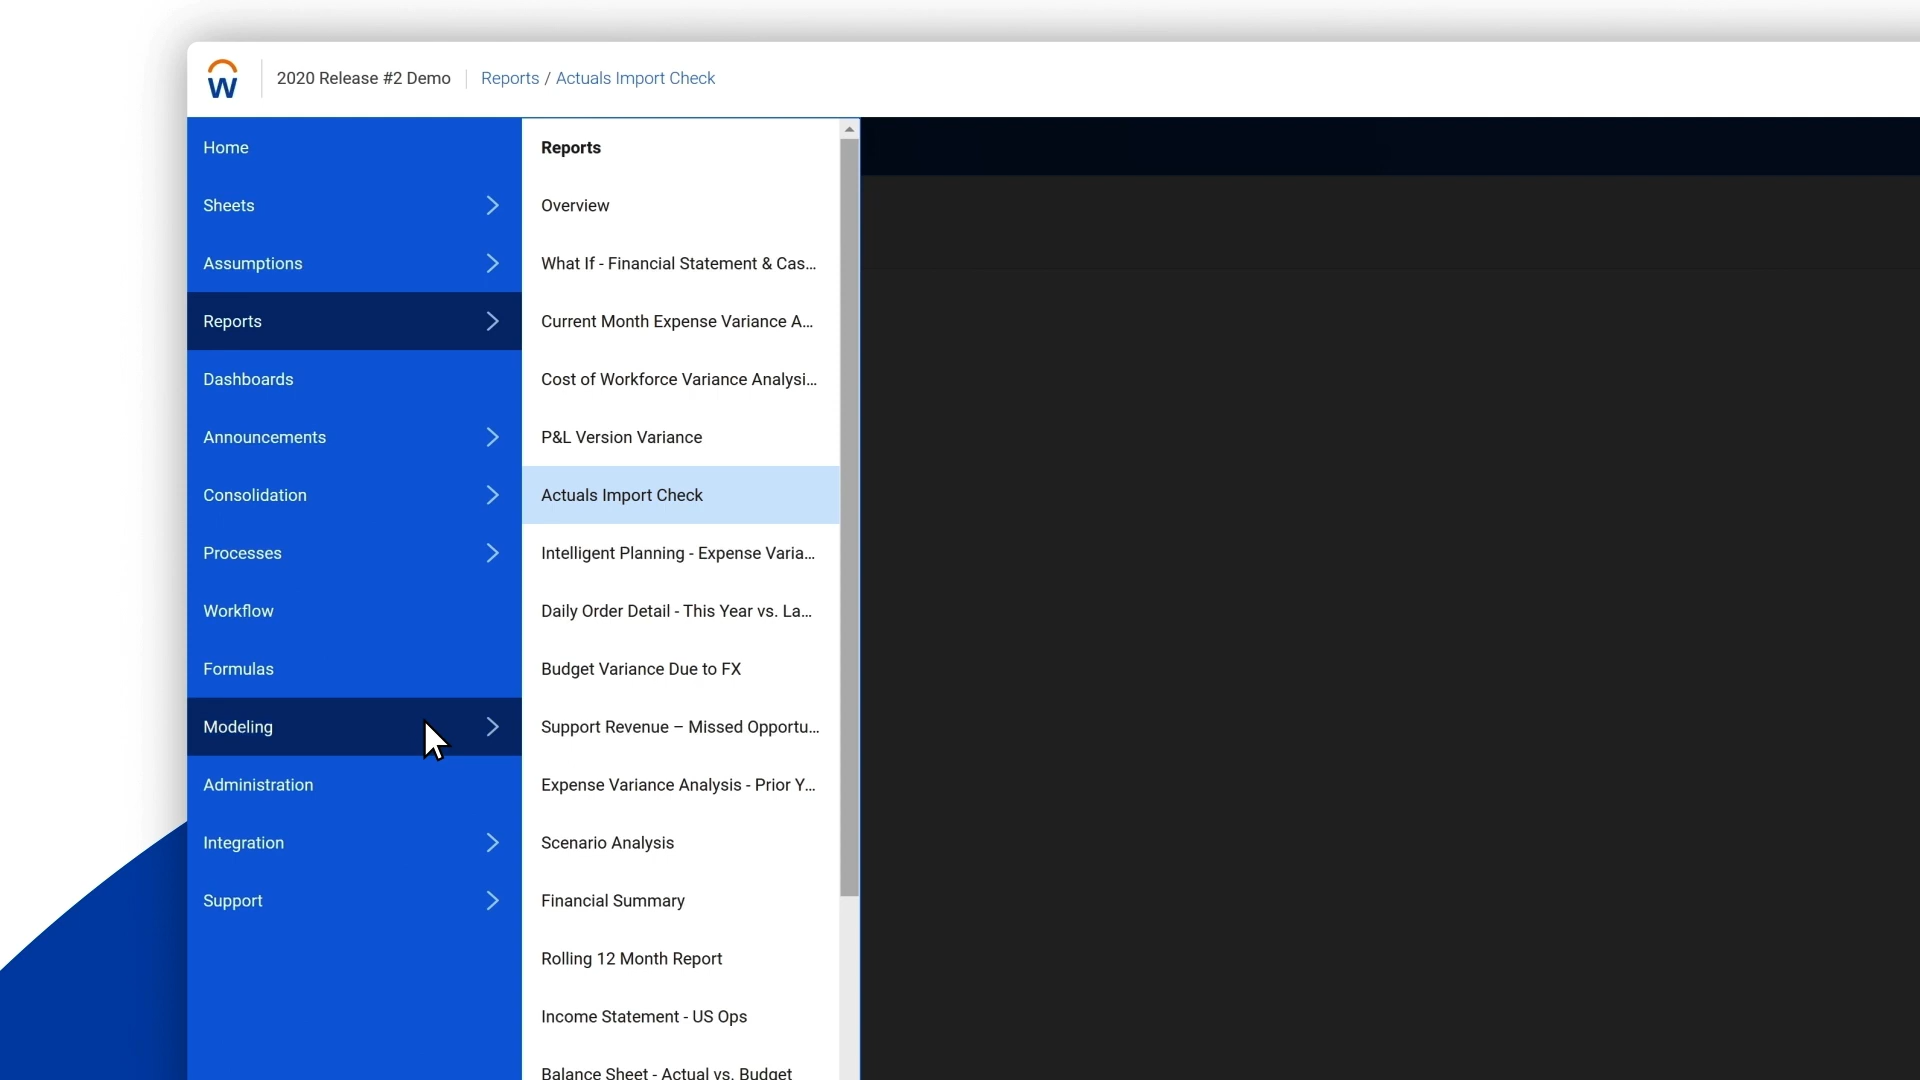 W
2020 Release #2 Demo
Reports / Actuals Import Check
Home
Sheets
Assumptions
Reports
Dashboards
Announcements
Consolidation
Processes
Workflow
Formulas
Modeling
Administration
Integration
Support
Reports
Overview
What If - Financial Statement & Cas...
Current Month Expense Variance A...
Cost of Workforce Variance Analysi...
P&L Version Variance
Actuals Import Check
Intelligent Planning - Expense Varia...
Daily Order Detail - This Year vs. La...
Budget Variance Due to FX
Support Revenue – Missed Opportu...
Expense Variance Analysis - Prior Y...
Scenario Analysis
Financial Summary
Rolling 12 Month Report
Income Statement - US Ops
Balance Sheet - Actual vs. Budget